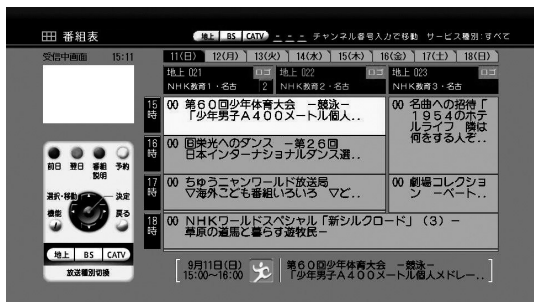 番組表
地上 BS CATV _ _ _ チャンネル番号入力で移動 サービス種別:すべて
受信中画面 15:11
11(日) 12(月) 13(火) 14(水) 15(木) 16(金) 17(土) 18(日)
地上 021 ロゴ 地上 022 ロゴ 地上 023 ロゴ
NHK教育1・名古 2 NHK教育2・名古 NHK教育3・名古
15時 00 第60回少年体育大会 -競泳-
「少年男子A400メートル個人..
00 名曲への招待「
1954のホテ
ルライフ 隣は
何をする人ぞ..
16時 00 回栄光へのダンス -第26回
日本インターナショナルダンス選..
17時 00 ちゅうニャンワールド放送局
▽海外こども番組いろいろ ▽ど..
00 劇場コレクショ
ン -ペート..
18時 00 NHKワールドスペシャル「新シルクロード」(3) -
草原の道馬と暮らす遊牧民-
前日 翌日 番組説明 予約
選択・移動 決定
機能 戻る
地上 BS CATV
放送種別切換
9月11日(日)
15:00~16:00
第60回少年体育大会 -競泳-
「少年男子A400メートル個人メドレー..